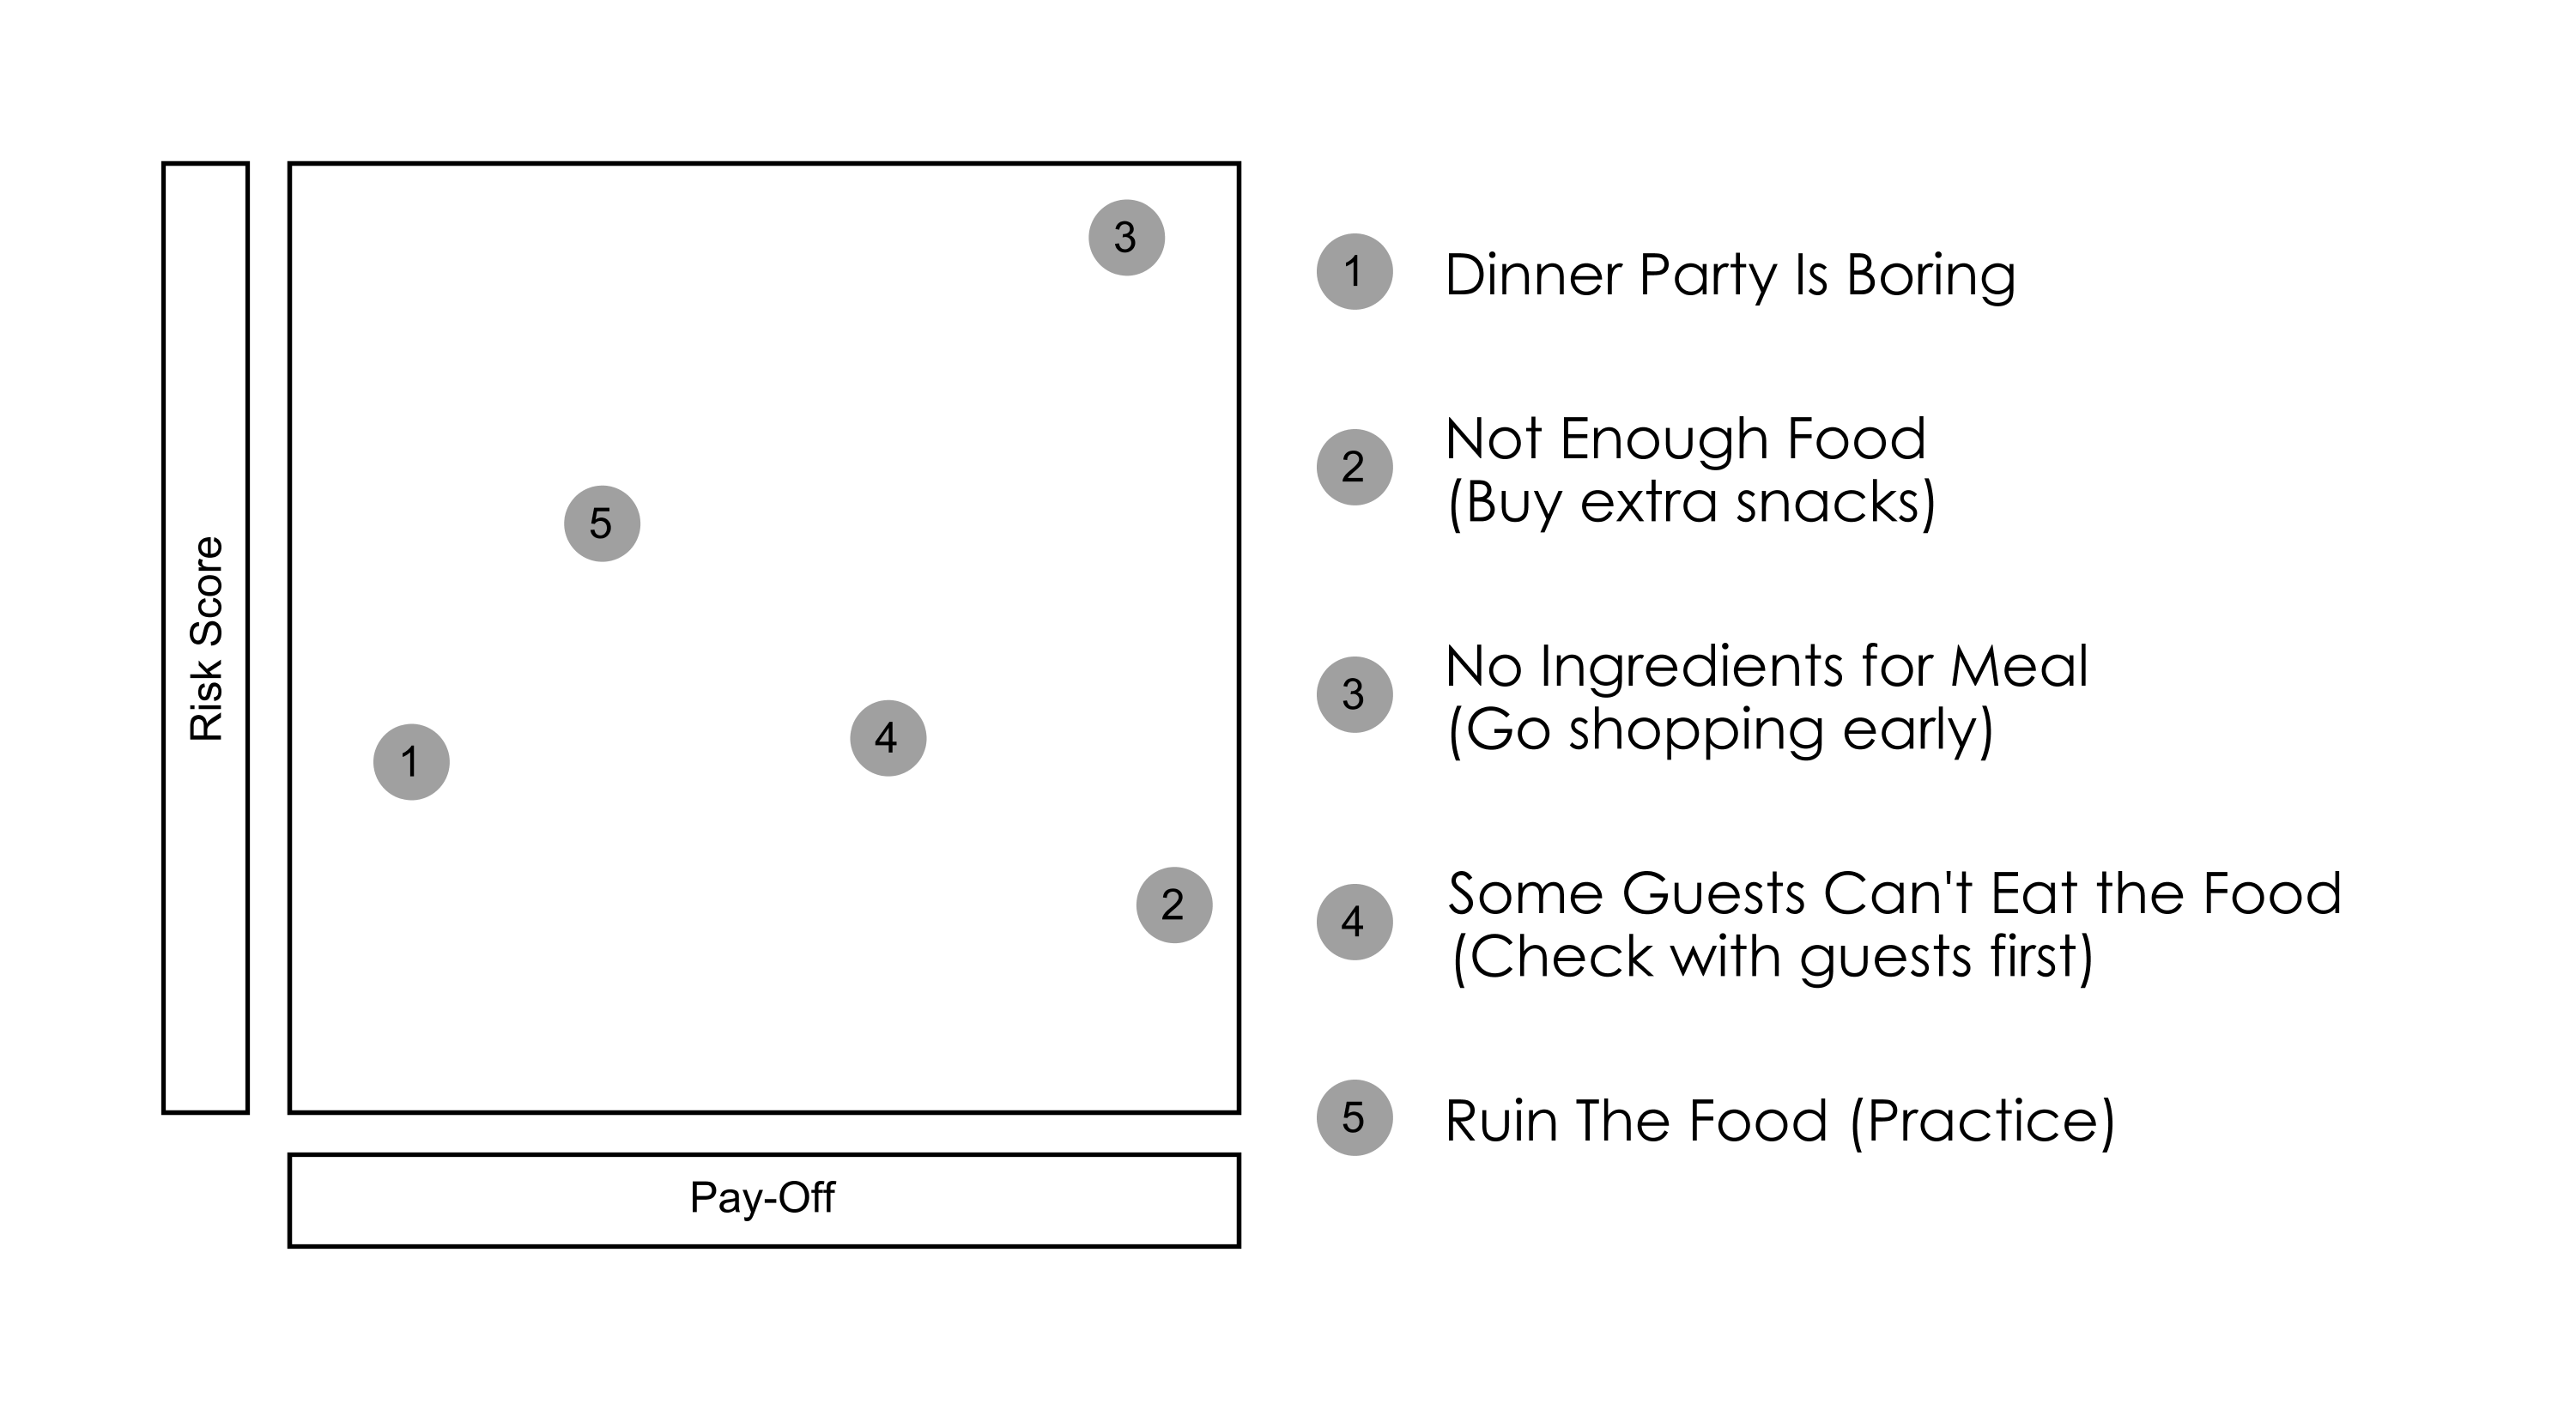 Risk Score
3
5
4
1
2
Pay-Off
1 Dinner Party Is Boring
2 Not Enough Food
(Buy extra snacks)
3 No Ingredients for Meal
(Go shopping early)
4 Some Guests Can't Eat the Food
(Check with guests first)
5 Ruin The Food (Practice)